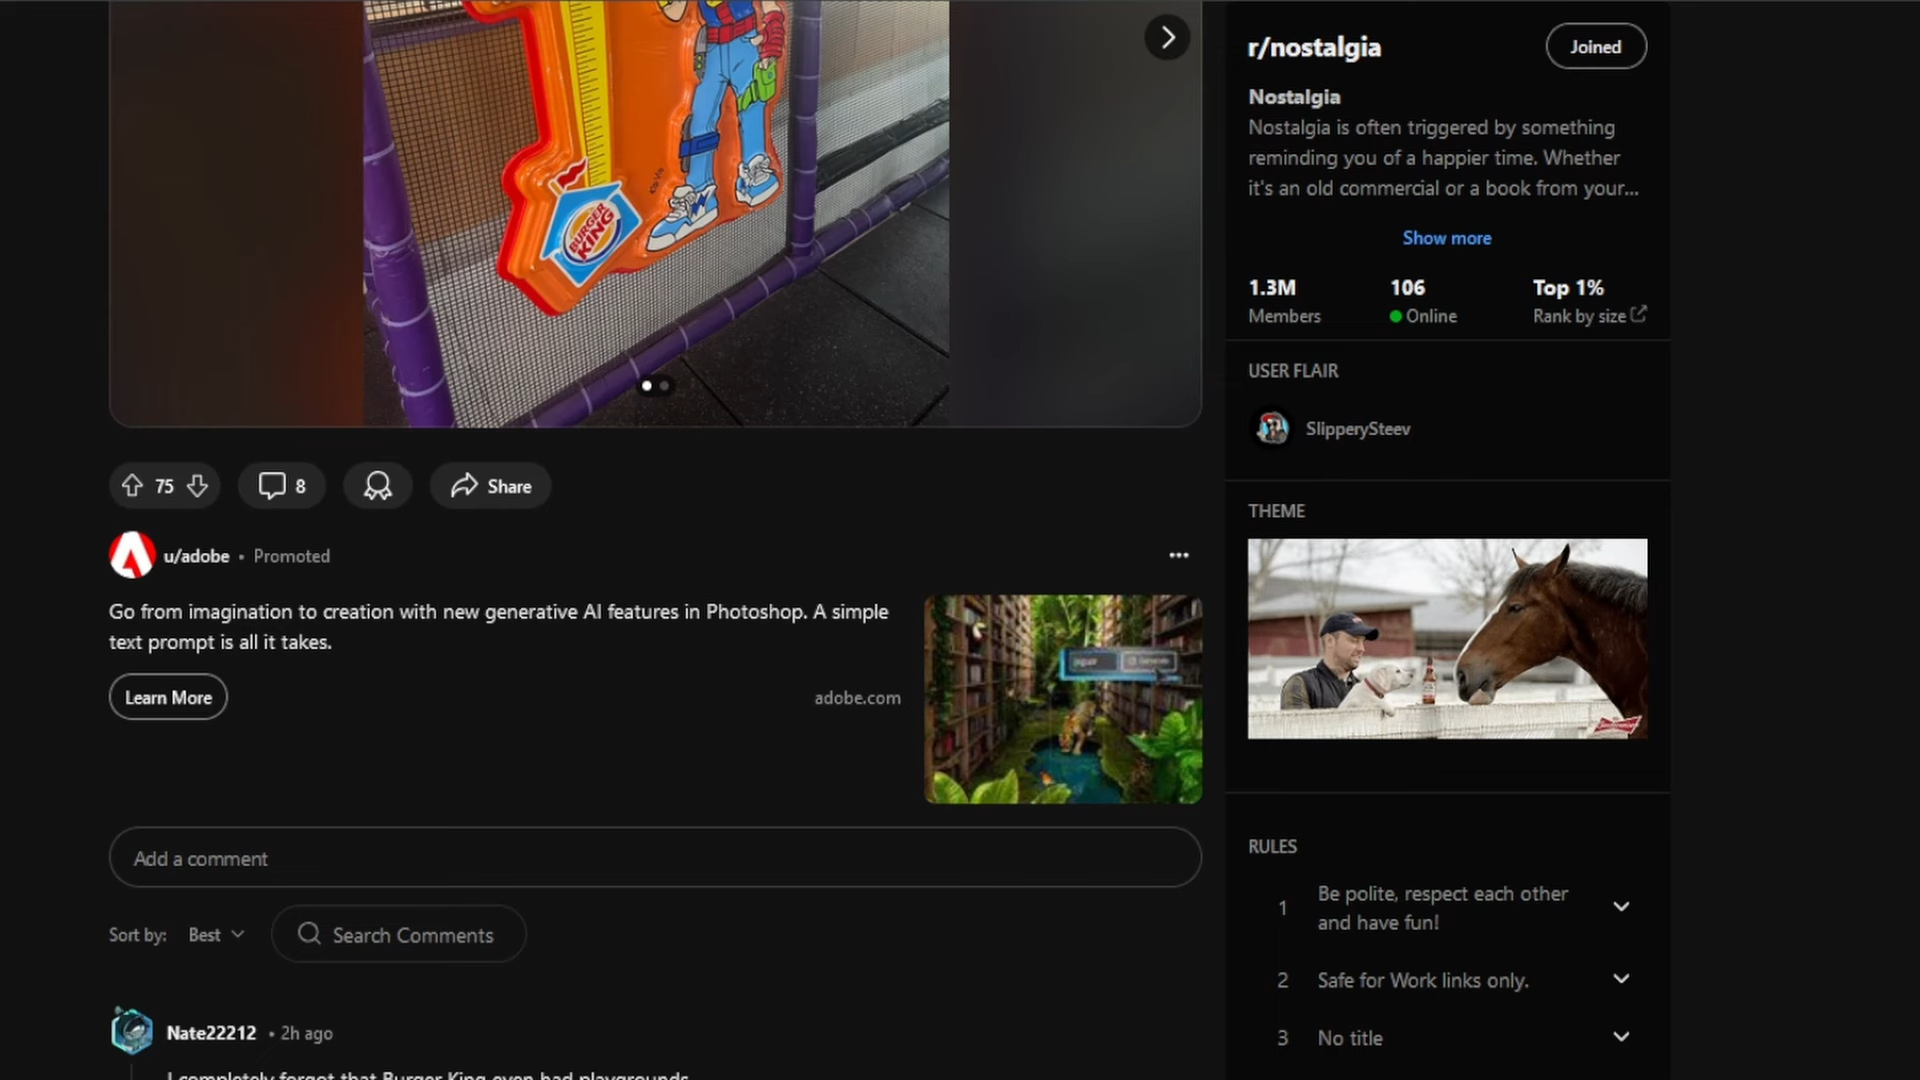 BURGER
KING
75
8
Share
u/adobe • Promoted
Go from imagination to creation with new generative AI features in Photoshop. A simple
text prompt is all it takes.
Learn More
adobe.com
Add a comment
Sort by: Best
Search Comments
Nate22212 • 2h ago
I completely forgot that Burger King even had playgrounds
r/nostalgia
Joined
Nostalgia
Nostalgia is often triggered by something
reminding you of a happier time. Whether
it's an old commercial or a book from your...
Show more
1.3M 106 Top 1%
Members Online Rank by size
USER FLAIR
SlipperySteev
THEME
RULES
1 Be polite, respect each other
and have fun!
2 Safe for Work links only.
3 No title